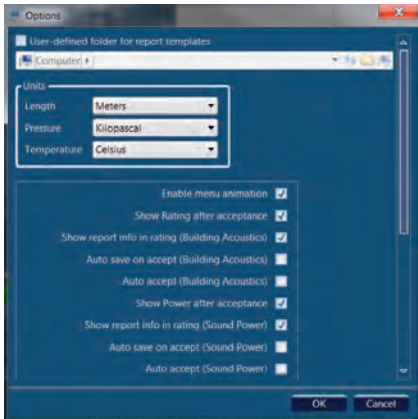 Options
User-defined folder for report templates
Computer
Units
Length Meters
Pressure Kilopascal
Temperature Celsius
Enable menu animation
Show Rating after acceptance
Show report info in rating (Building Acoustics)
Auto save on accept (Building Acoustics)
Auto accept (Building Acoustics)
Show Power after acceptance
Show report info in rating (Sound Power)
Auto save on accept (Sound Power)
Auto accept (Sound Power)
OK Cancel